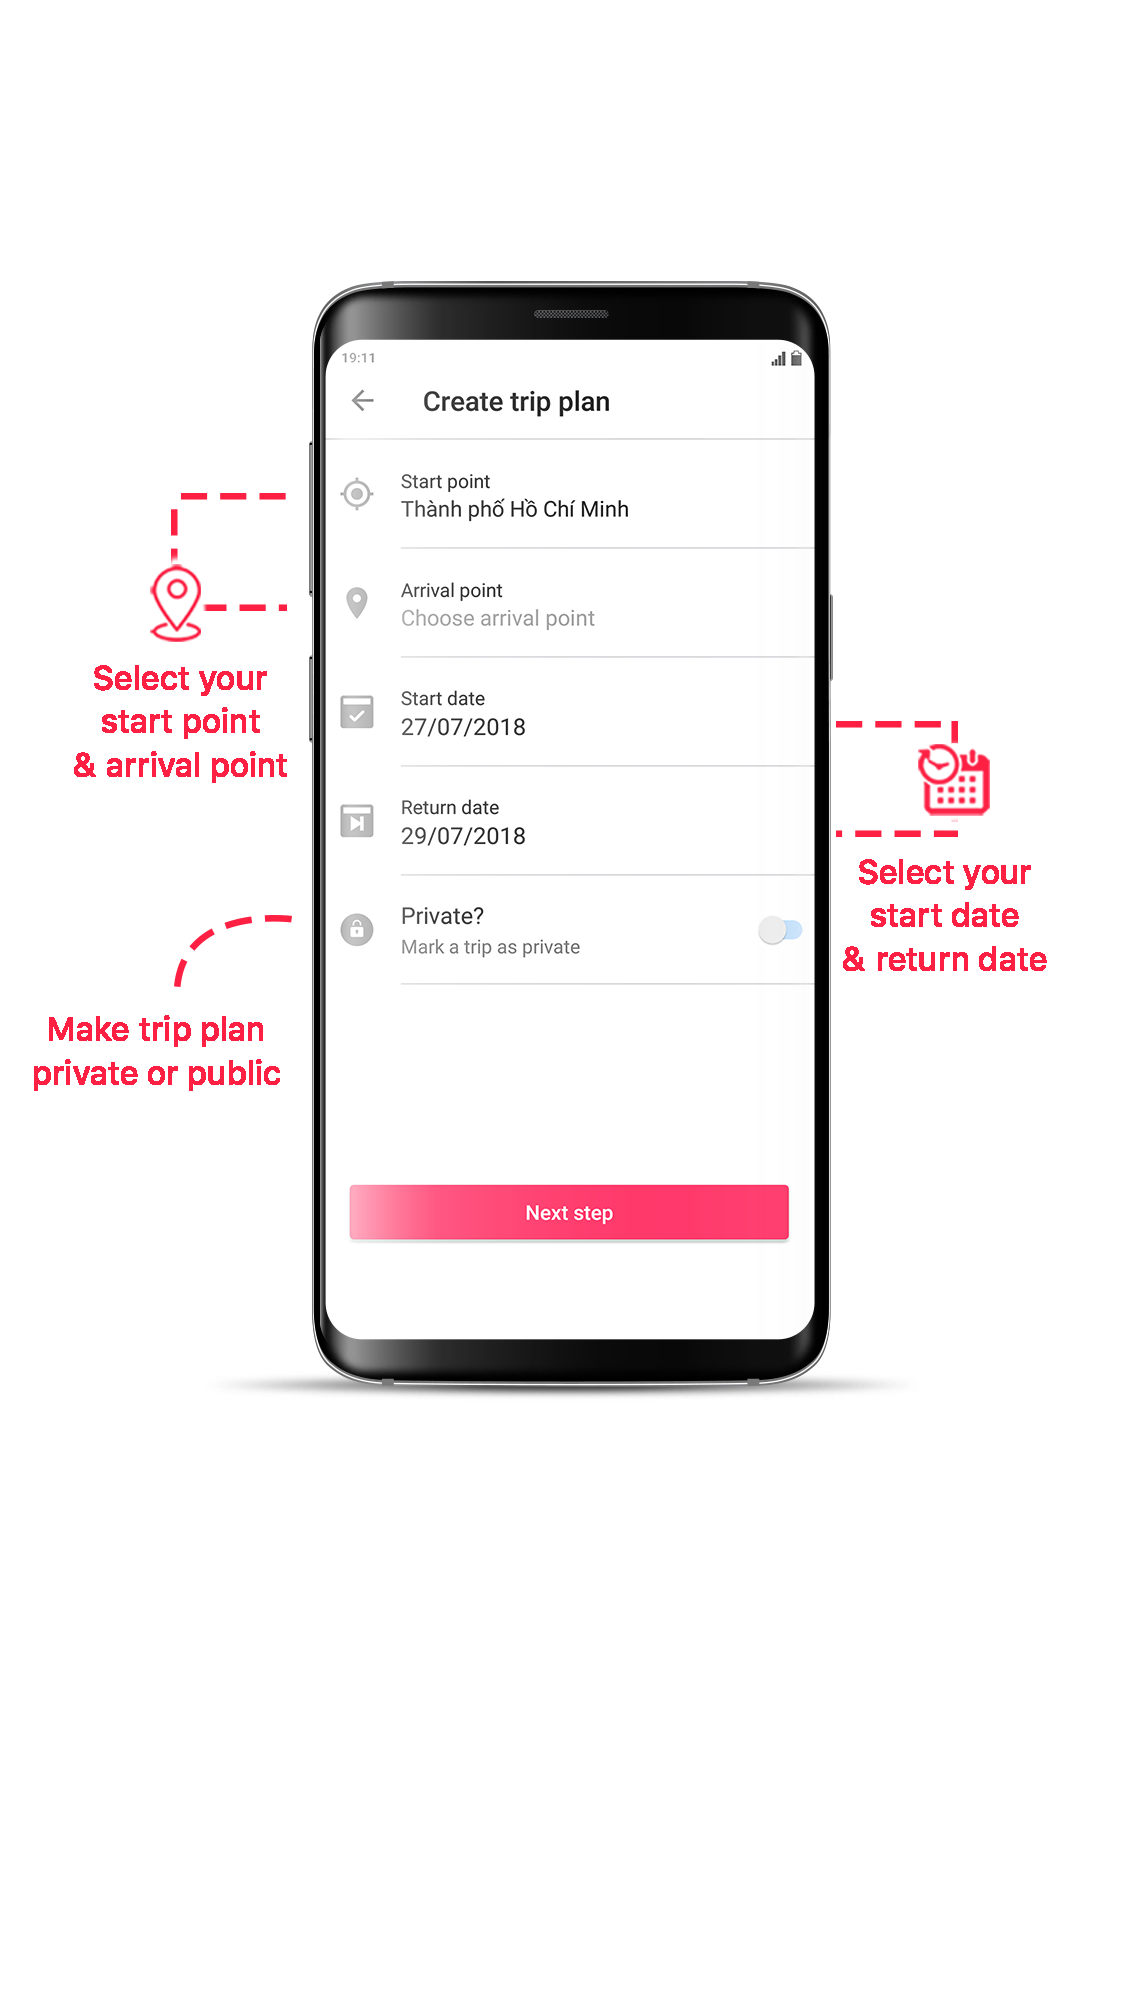 19:11
Create trip plan
Start point
Thành phố Hồ Chí Minh
Arrival point
Choose arrival point
Start date
27/07/2018
Return date
29/07/2018
Private?
Mark a trip as private
Next step
Select your
start point
& arrival point
Select your
start date
& return date
Make trip plan
private or public